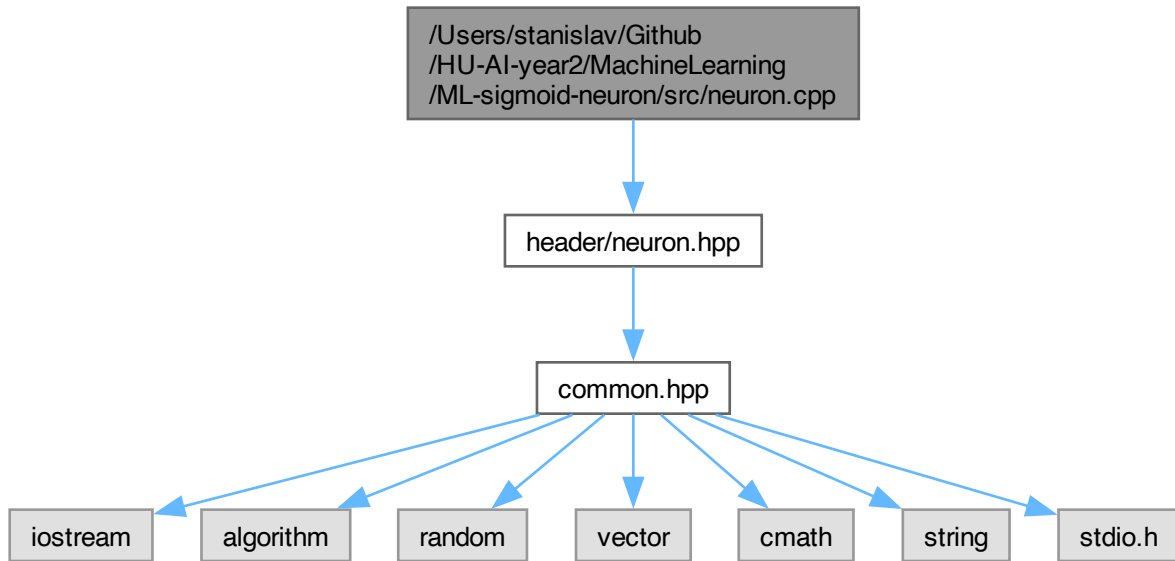 /Users/stanislav/Github
/HU-AI-year2/MachineLearning
/ML-sigmoid-neuron/src/neuron.cpp
header/neuron.hpp
common.hpp
iostream
algorithm
random
vector
cmath
string
stdio.h